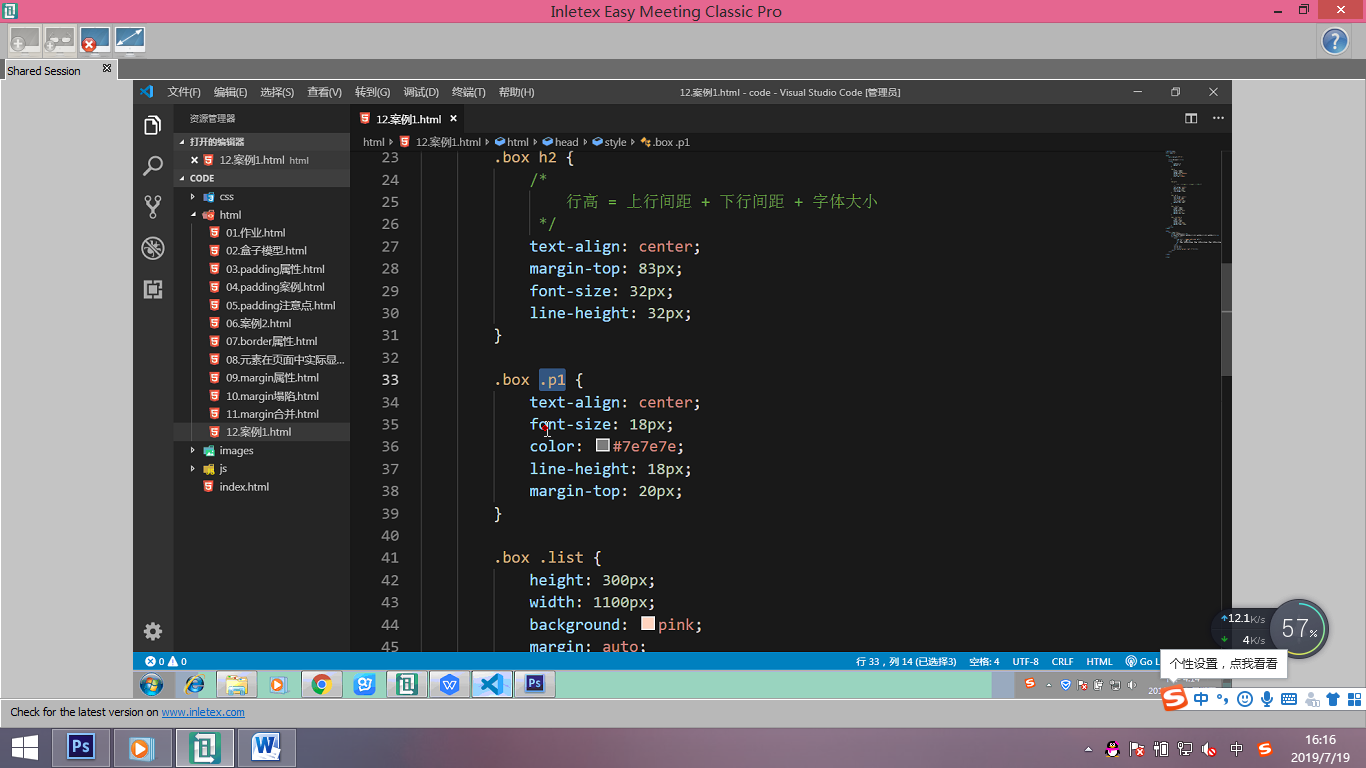 Inletex Easy Meeting Classic Pro
Shared Session
文件(F) 编辑(E) 选择(S) 查看(V) 转到(G) 调试(D) 终端(T) 帮助(H)
12.案例1.html - code - Visual Studio Code [管理员]
资源管理器
12.案例1.html
打开的编辑器
html 12.案例1.html html head style .box .p1
12.案例1.html html
CODE
css
html
01.作业.html
02.盒子模型.html
03.padding属性.html
04.padding案例.html
05.padding注意点.html
06.案例2.html
07.border属性.html
08.元素在页面中实际显...
09.margin属性.html
10.margin塌陷.html
11.margin合并.html
12.案例1.html
images
js
index.html
23 .box h2 {
24 /*
25 行高 = 上行间距 + 下行间距 + 字体大小
26 */
27 text-align: center;
28 margin-top: 83px;
29 font-size: 32px;
30 line-height: 32px;
31 }
32
33 .box .p1 {
34 text-align: center;
35 font-size: 18px;
36 color: #7e7e7e;
37 line-height: 18px;
38 margin-top: 20px;
39 }
40
41 .box .list {
42 height: 300px;
43 width: 1100px;
44 background: pink;
45 margin: auto;
12.1K/s
4K/s
57%
0 0
行 33，列 14 (已选择3) 空格: 4 UTF-8 CRLF HTML Go L
个性设置，点我看看
Ps
中
Check for the latest version on www.inletex.com
Ps
中
16:16
2019/7/19